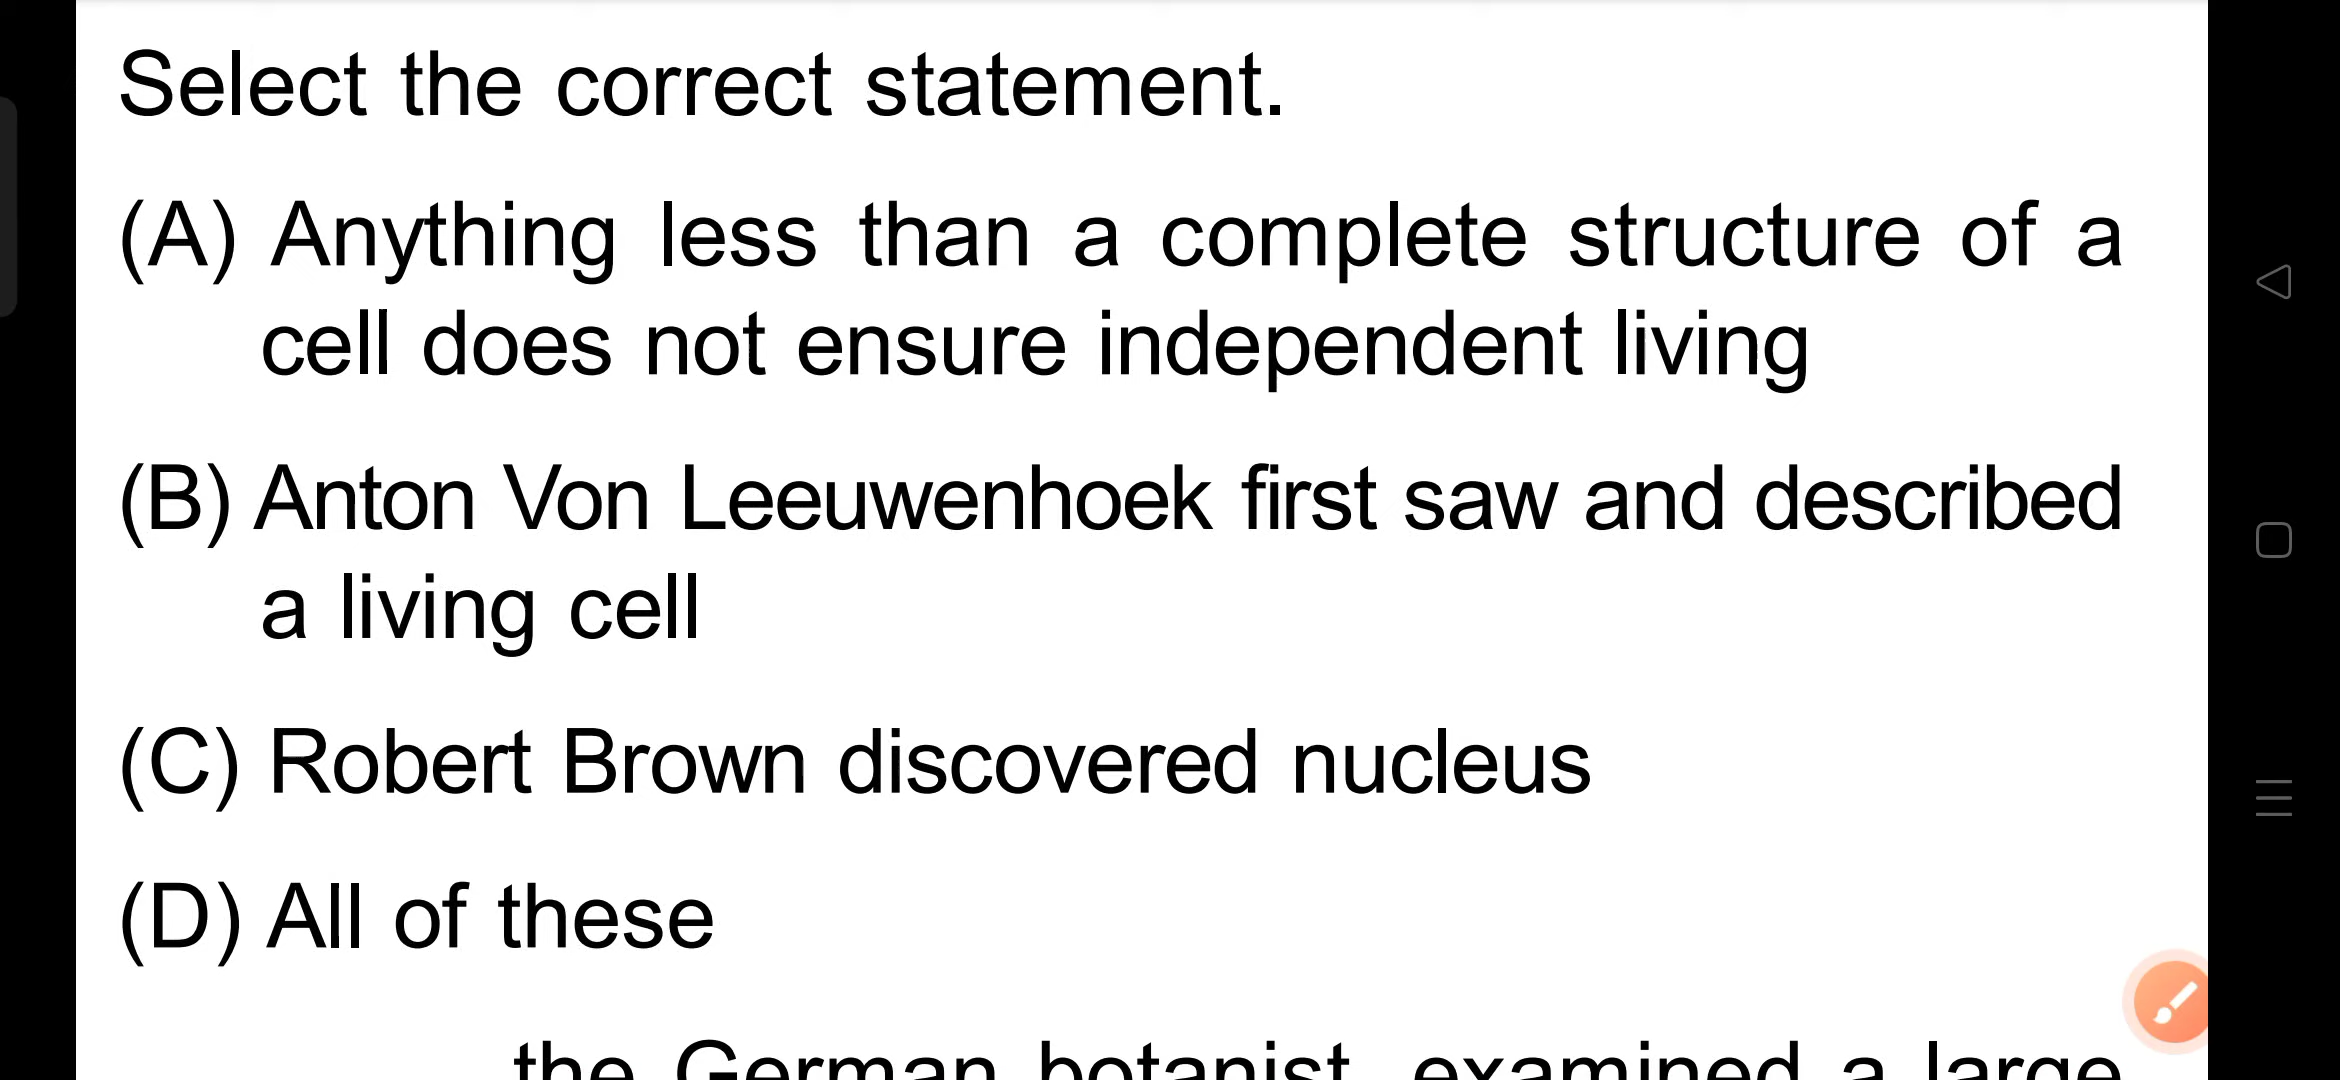 Select the correct statement.
(A) Anything less than a complete structure of a
cell does not ensure independent living
(B) Anton Von Leeuwenhoek first saw and described
a living cell
(C) Robert Brown discovered nucleus
(D) All of these
the German botanist, examined a large